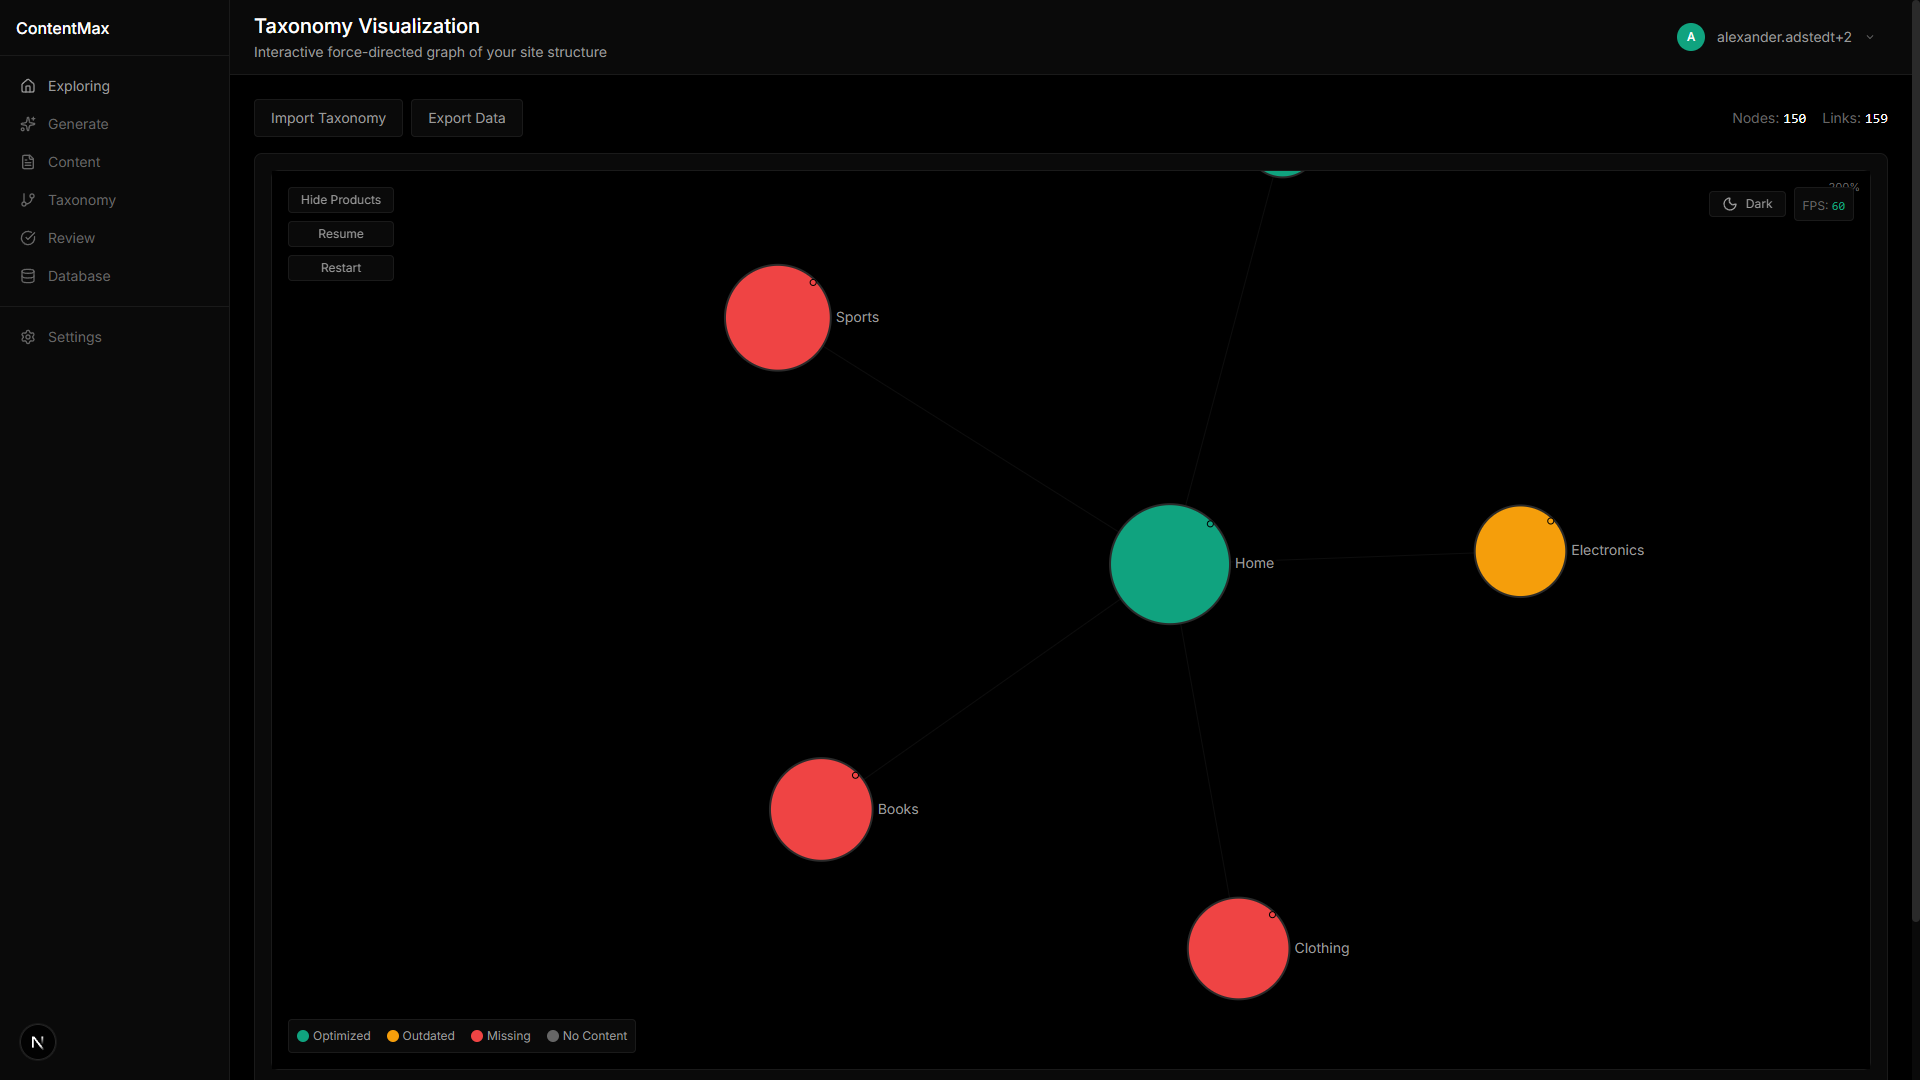 ContentMax
Exploring
Generate
Content
Taxonomy
Review
Database
Settings
N
Taxonomy Visualization
Interactive force-directed graph of your site structure
A
alexander.adstedt+2
Import Taxonomy
Export Data
Nodes: 150
Links: 159
Hide Products
Resume
Restart
200%
Dark
FPS: 60
Sports
Home
Electronics
Books
Clothing
Optimized
Outdated
Missing
No Content